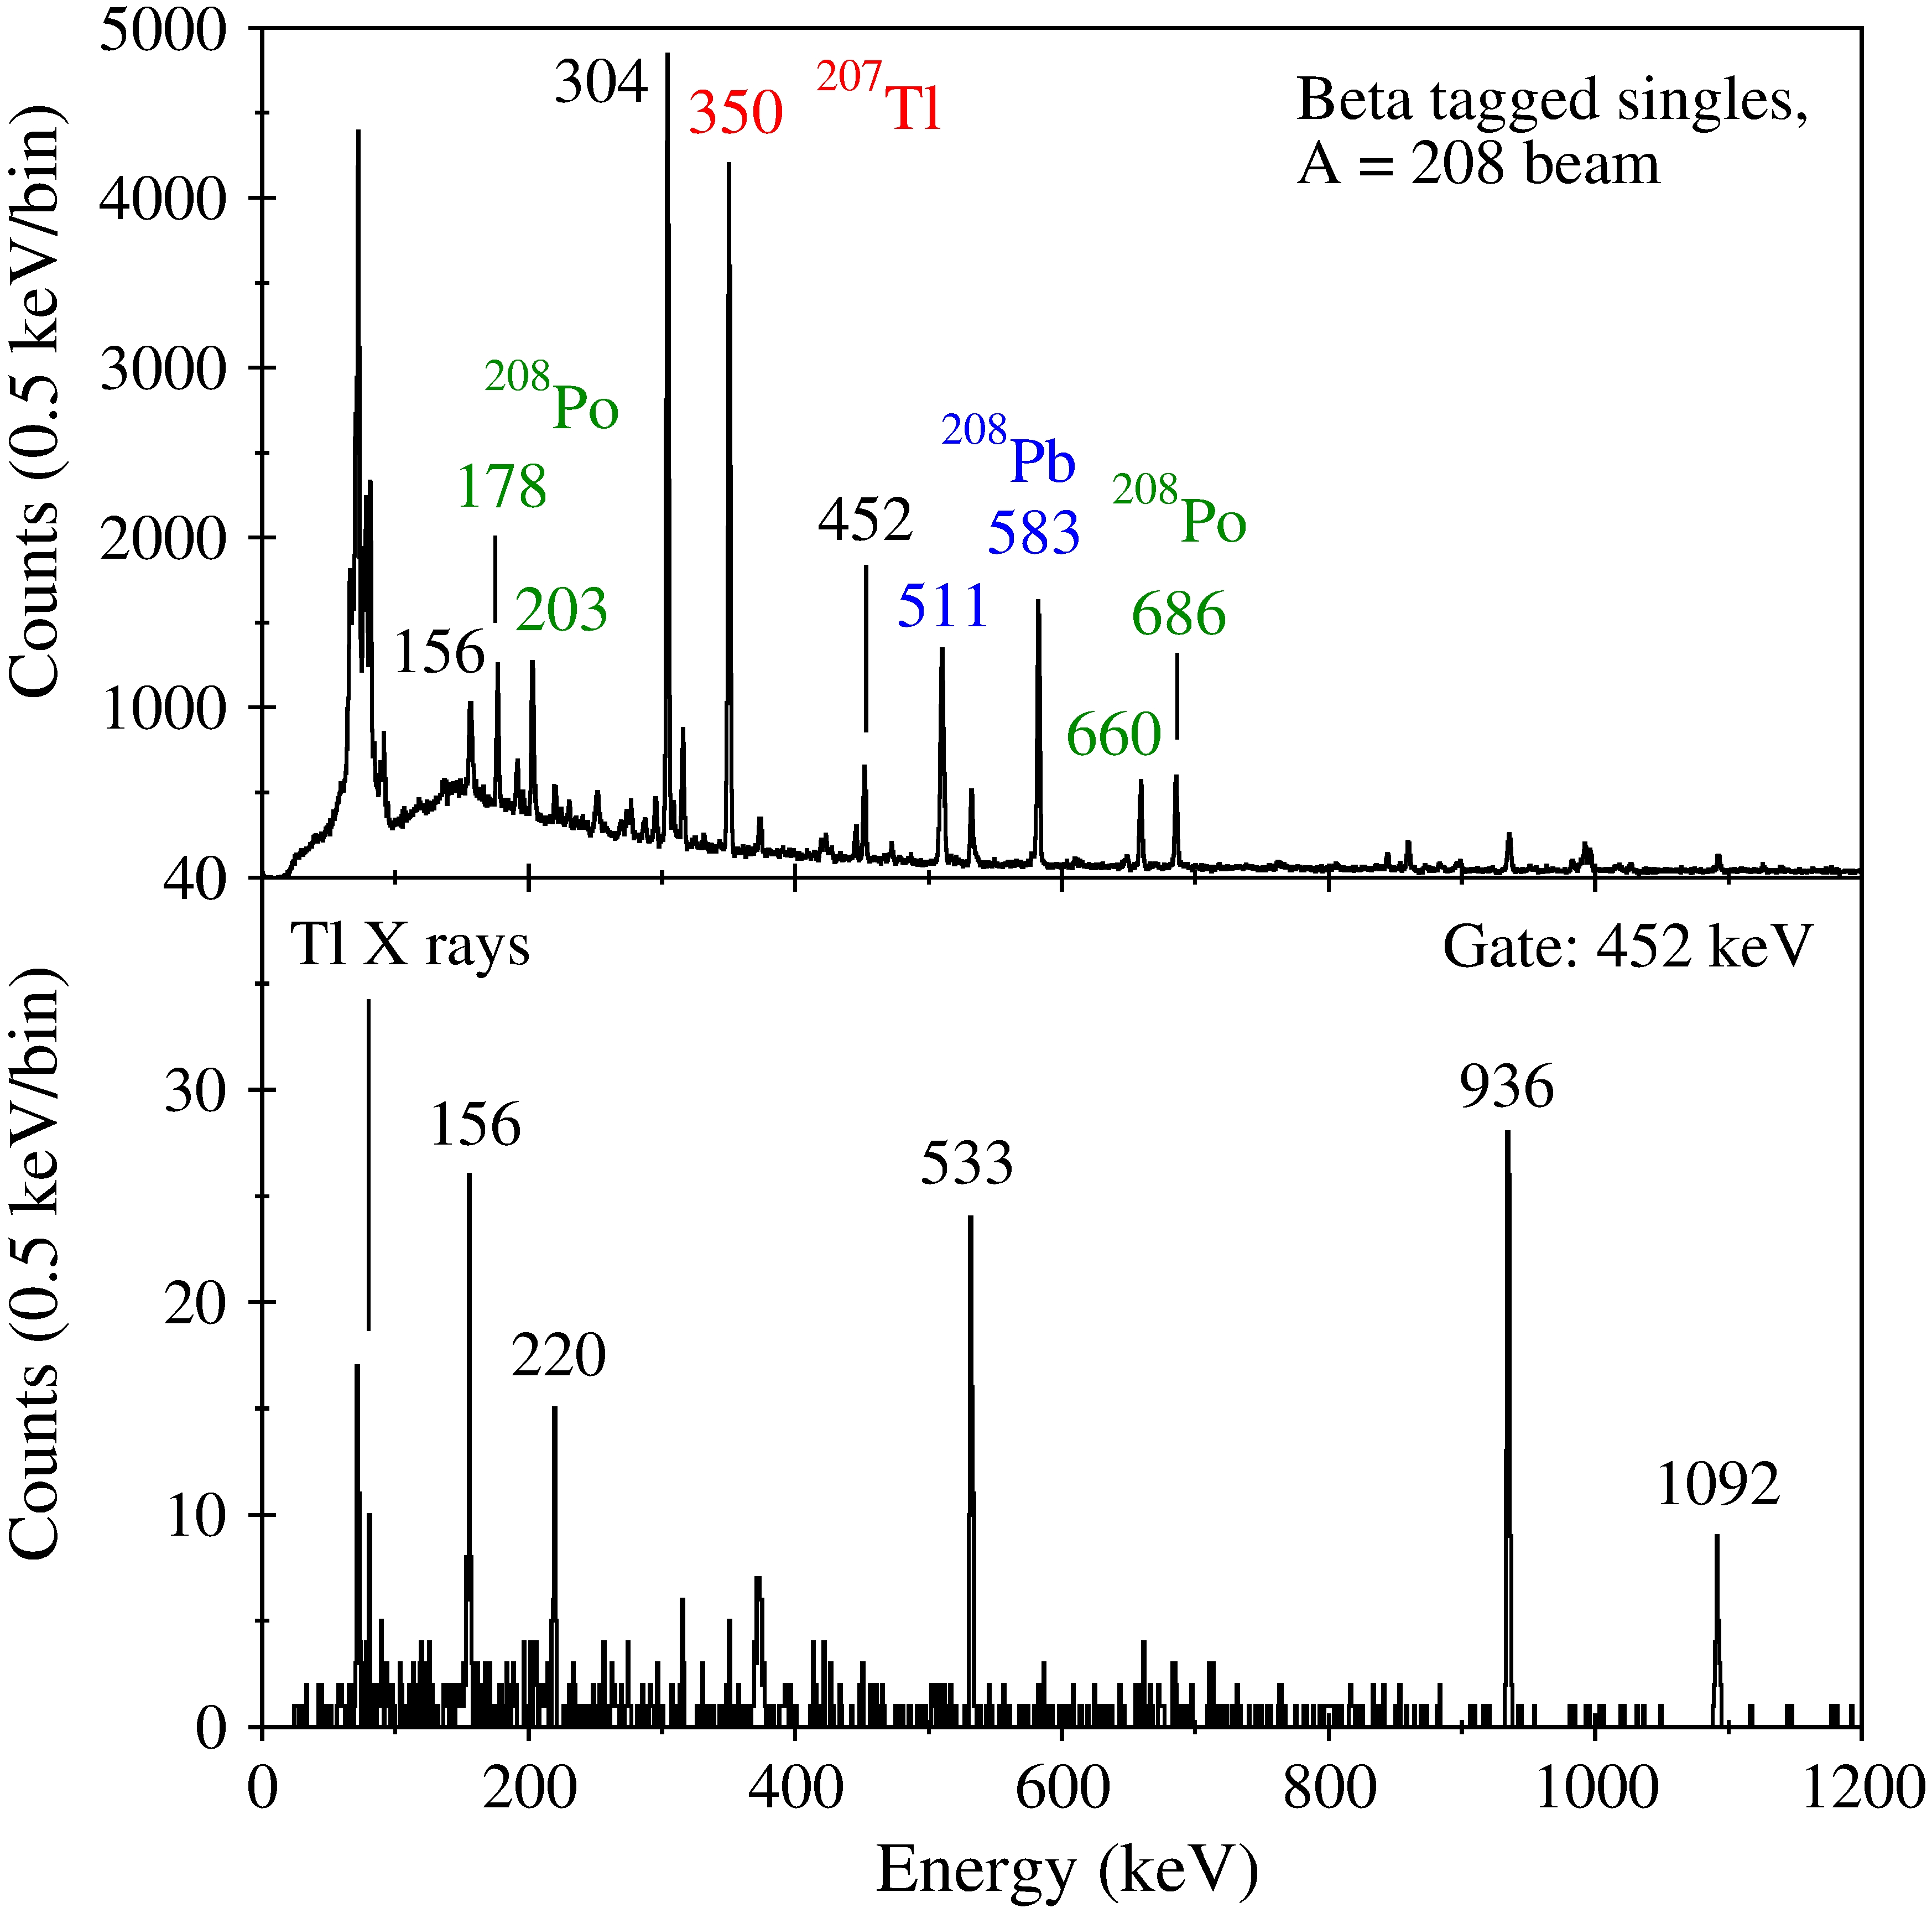 5000
4000
3000
2000
1000
40
30
20
10
0
Counts (0.5 keV/bin)
Counts (0.5 keV/bin)
304
350 ²⁰⁷Tl
Beta tagged singles,
A = 208 beam
²⁰⁸Po
178
203
156
452
²⁰⁸Pb
583
511
²⁰⁸Po
686
660
Tl X rays
Gate: 452 keV
156
220
533
936
1092
0 200 400 600 800 1000 1200
Energy (keV)